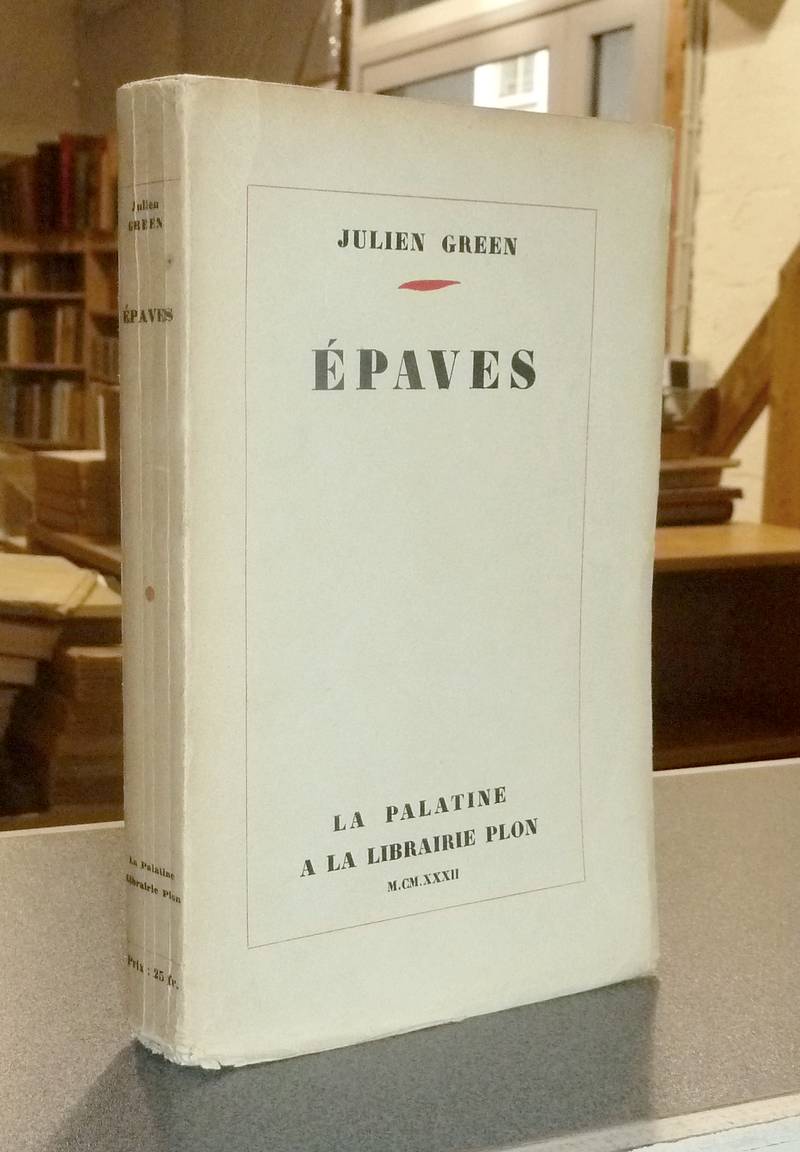 Julien
GREEN
ÉPAVES
La Palatine
Librairie Plon
Prix : 25 fr.
JULIEN GREEN
ÉPAVES
LA PALATINE
A LA LIBRAIRIE PLON
M.CM.XXXII